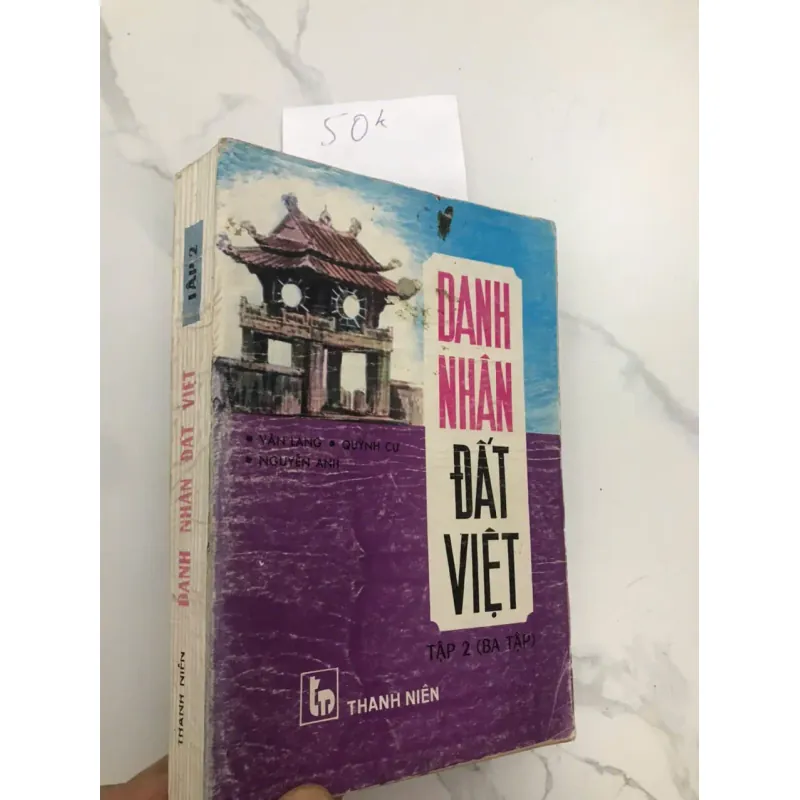 50k
DANH
NHÂN
ĐẤT
VIỆT
TẬP 2 (BA TẬP)
• VĂN LANG • QUỲNH CƯ
• NGUYỄN ANH
tn
THANH NIÊN
TẬP 2
DANH NHÂN ĐẤT VIỆT
THANH NIÊN